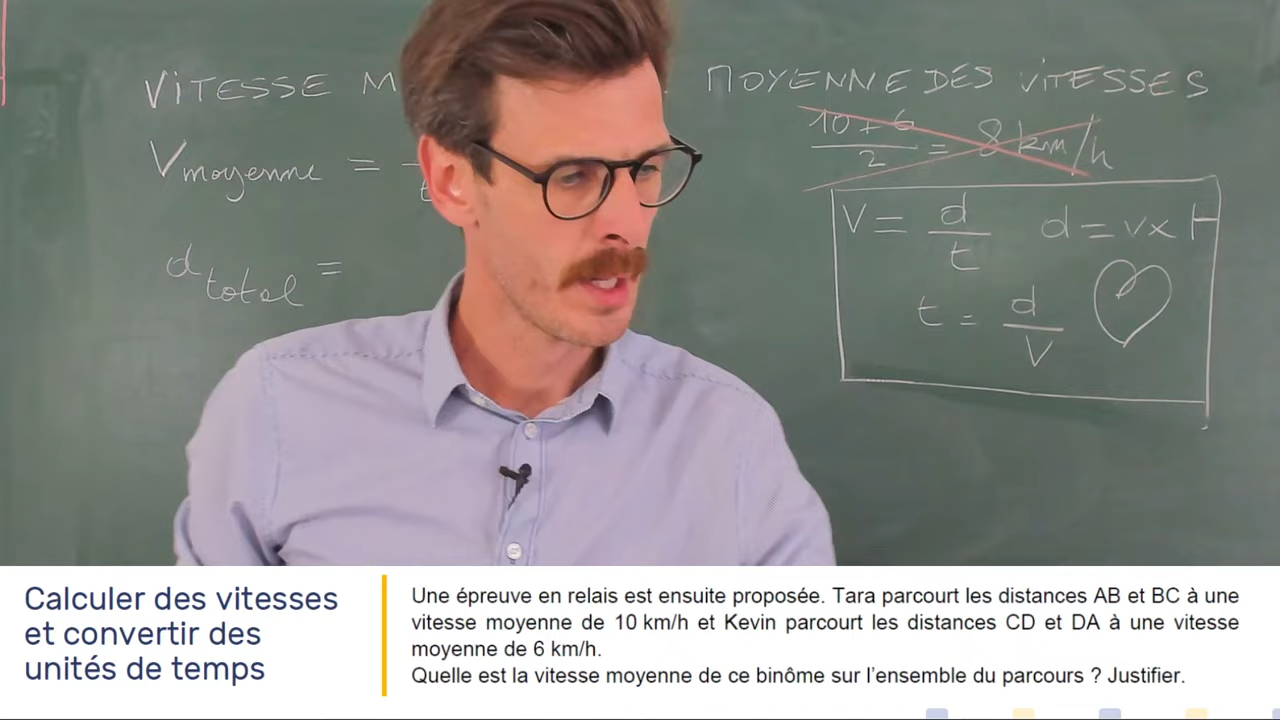 VITESSE M MOYENNE DES VITESSES
10 + 6
2
= 8 km/h
Vmoyenne =
t
V = d
t
d = v x t
d total =
t = d
V
Calculer des vitesses
et convertir des
unités de temps
Une épreuve en relais est ensuite proposée. Tara parcourt les distances AB et BC à une
vitesse moyenne de 10 km/h et Kevin parcourt les distances CD et DA à une vitesse
moyenne de 6 km/h.
Quelle est la vitesse moyenne de ce binôme sur l'ensemble du parcours ? Justifier.